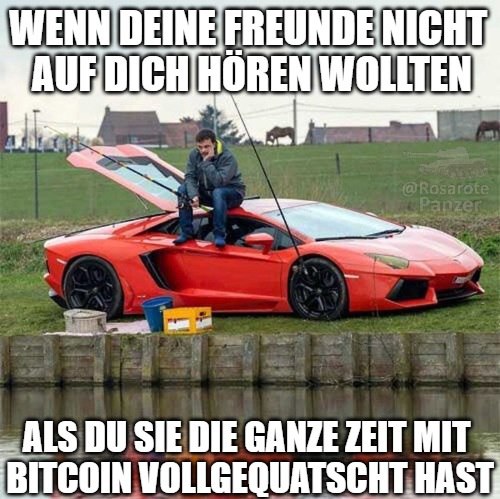 WENN DEINE FREUNDE NICHT
AUF DICH HÖREN WOLLTEN
@Rosarote
Panzer
ALS DU SIE DIE GANZE ZEIT MIT
BITCOIN VOLLGEQUATSCHT HAST